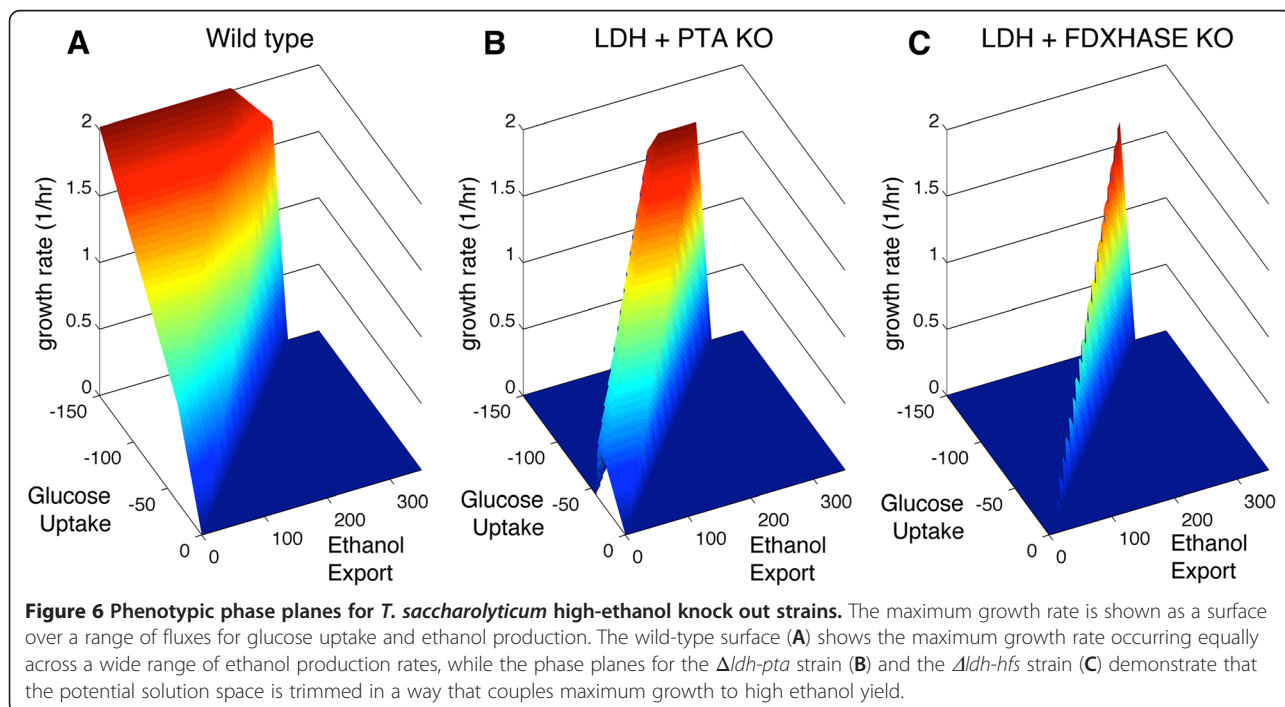 A
Wild type
2
1.5
1
0.5
0
growth rate (1/hr)
-150
-100
-50
0
Glucose
Uptake
0
100
200
300
Ethanol
Export
B
LDH + PTA KO
2
1.5
1
0.5
0
growth rate (1/hr)
-150
-100
-50
0
Glucose
Uptake
0
100
200
300
Ethanol
Export
C
LDH + FDXHASE KO
2
1.5
1
0.5
0
growth rate (1/hr)
-150
-100
-50
0
Glucose
Uptake
0
100
200
300
Ethanol
Export
Figure 6 Phenotypic phase planes for T. saccharolyticum high-ethanol knock out strains. The maximum growth rate is shown as a surface
over a range of fluxes for glucose uptake and ethanol production. The wild-type surface (A) shows the maximum growth rate occurring equally
across a wide range of ethanol production rates, while the phase planes for the Δldh-pta strain (B) and the Δldh-hfs strain (C) demonstrate that
the potential solution space is trimmed in a way that couples maximum growth to high ethanol yield.